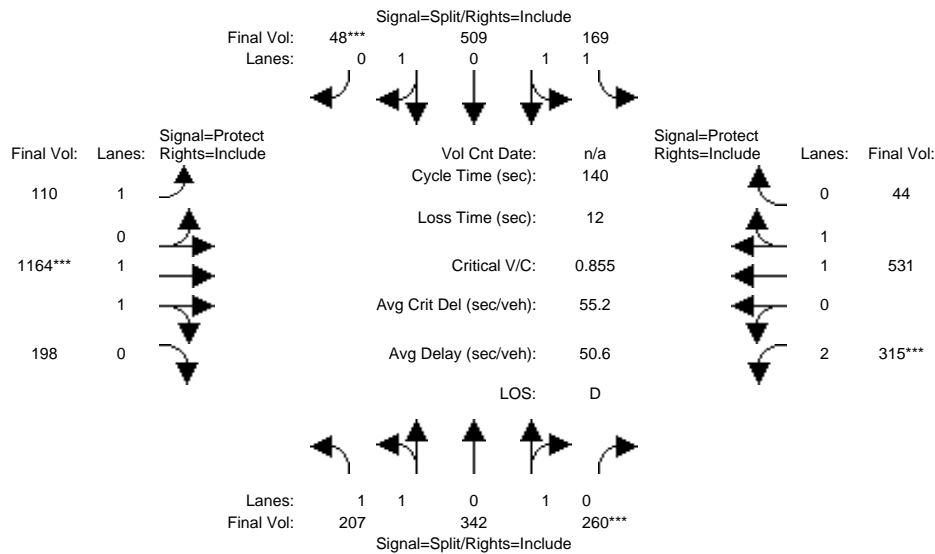 Signal=Split/Rights=Include
Final Vol: 48*** 509 169
Lanes: 0 1 0 1 1
Signal=Protect
Final Vol: Lanes: Rights=Include
Vol Cnt Date: n/a
Signal=Protect
Rights=Include Lanes: Final Vol:
Cycle Time (sec): 140
110 1
0 44
Loss Time (sec): 12
0
1
1164*** 1
Critical V/C: 0.855
1 531
1
Avg Crit Del (sec/veh): 55.2
0
198 0
Avg Delay (sec/veh): 50.6
2 315***
LOS: D
Lanes: 1 1 0 1 0
Final Vol: 207 342 260***
Signal=Split/Rights=Include